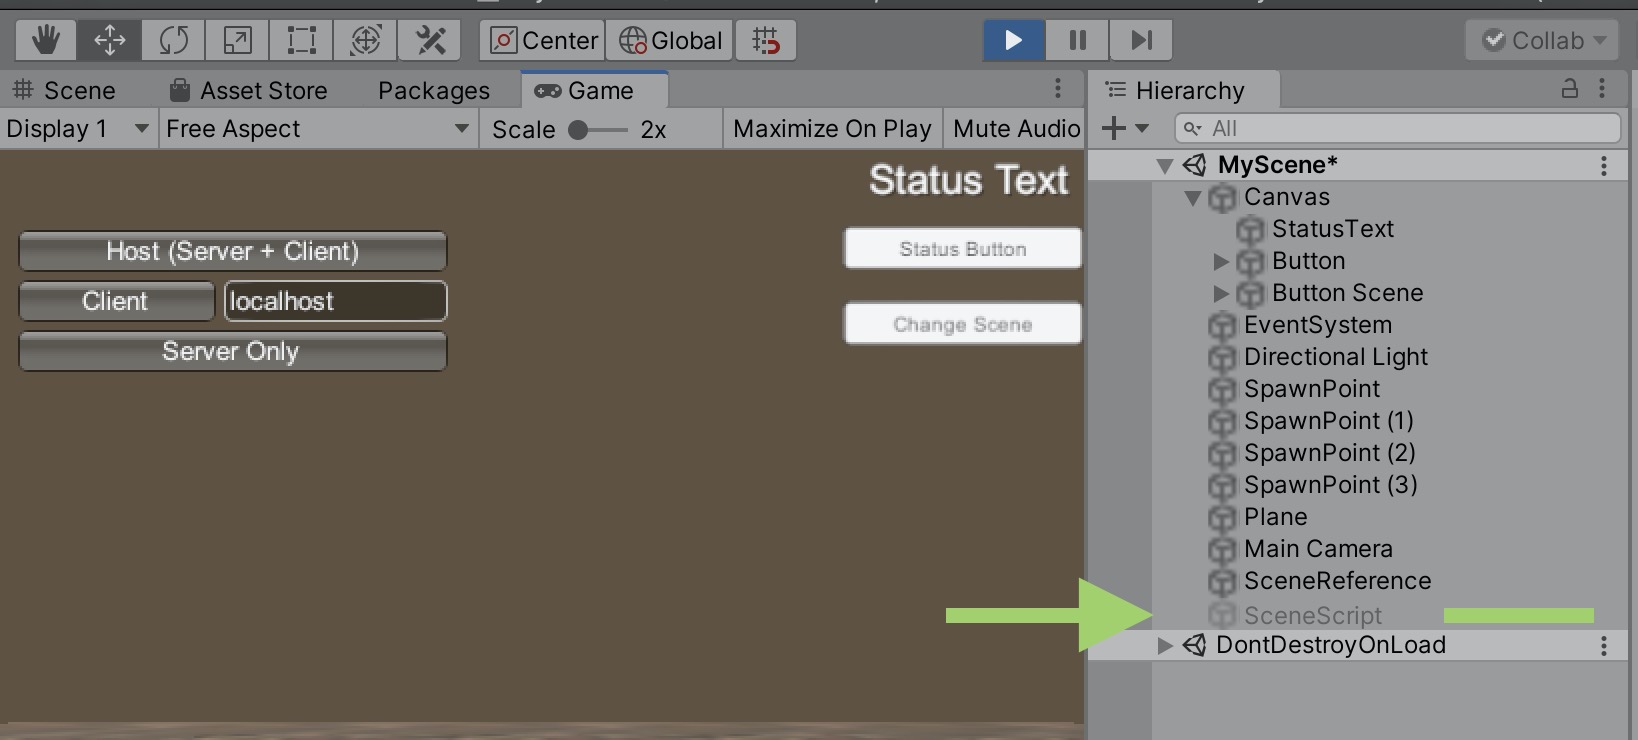 Center Global Collab
Scene Asset Store Packages Game
Hierarchy
Display 1 Free Aspect Scale 2x Maximize On Play Mute Audio
All
Status Text
Host (Server + Client)
Status Button
Client localhost
Change Scene
Server Only
MyScene*
Canvas
StatusText
Button
Button Scene
EventSystem
Directional Light
SpawnPoint
SpawnPoint (1)
SpawnPoint (2)
SpawnPoint (3)
Plane
Main Camera
SceneReference
SceneScript
DontDestroyOnLoad